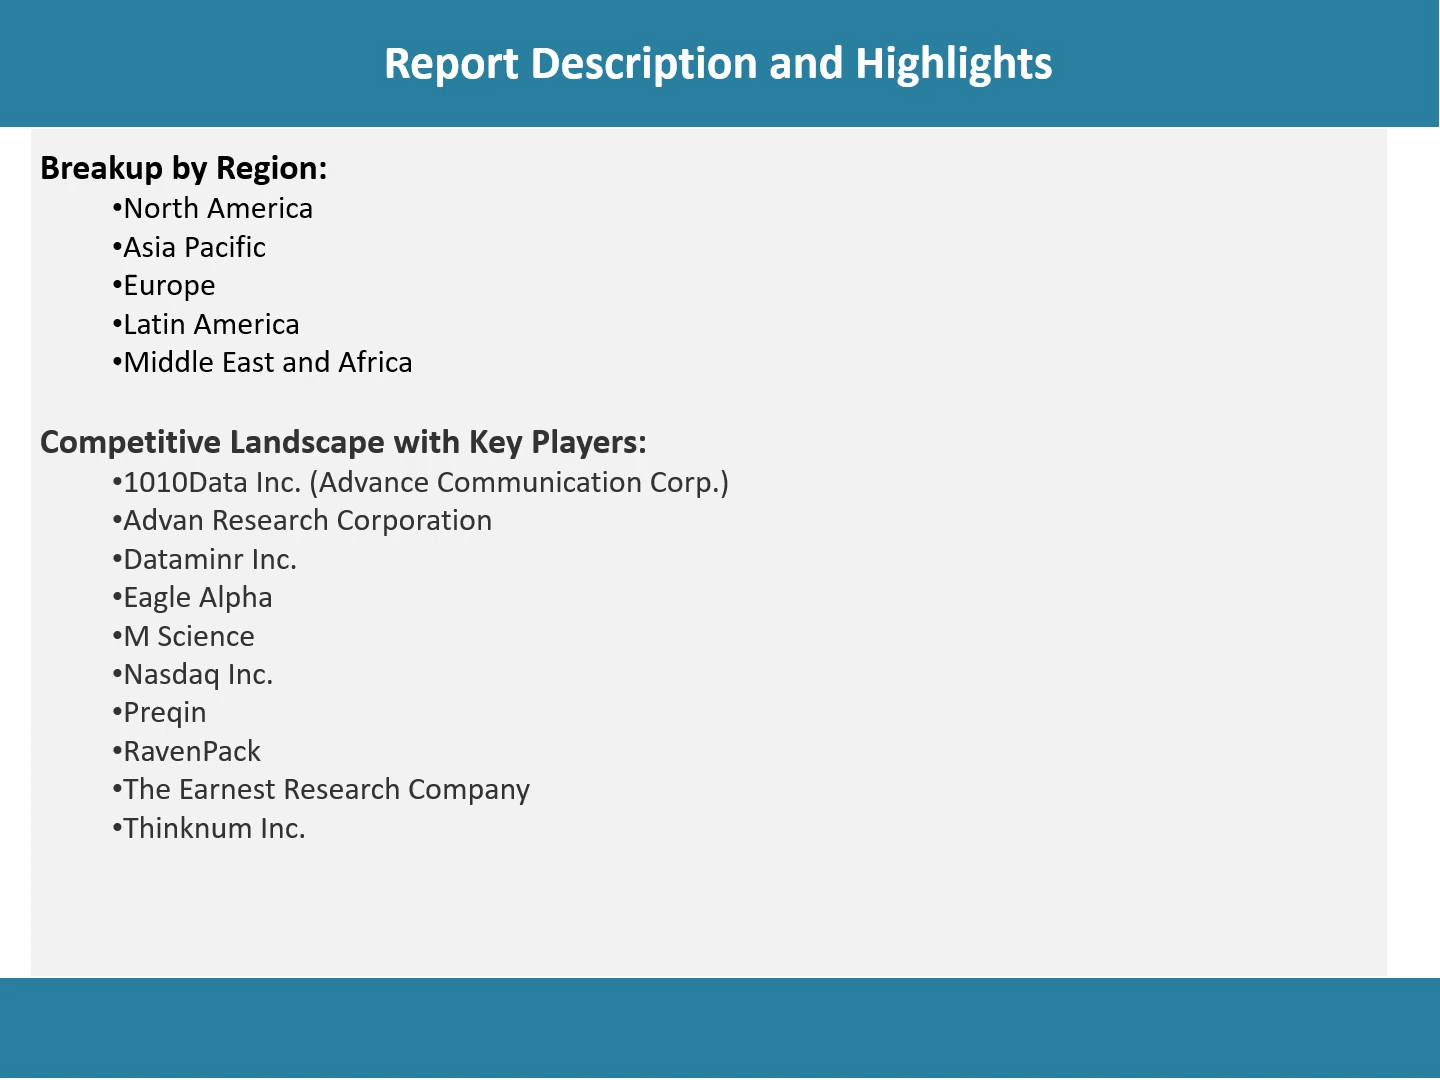 Report Description and Highlights
Breakup by Region:
•North America
•Asia Pacific
•Europe
•Latin America
•Middle East and Africa
Competitive Landscape with Key Players:
•1010Data Inc. (Advance Communication Corp.)
•Advan Research Corporation
•Dataminr Inc.
•Eagle Alpha
•M Science
•Nasdaq Inc.
•Preqin
•RavenPack
•The Earnest Research Company
•Thinknum Inc.